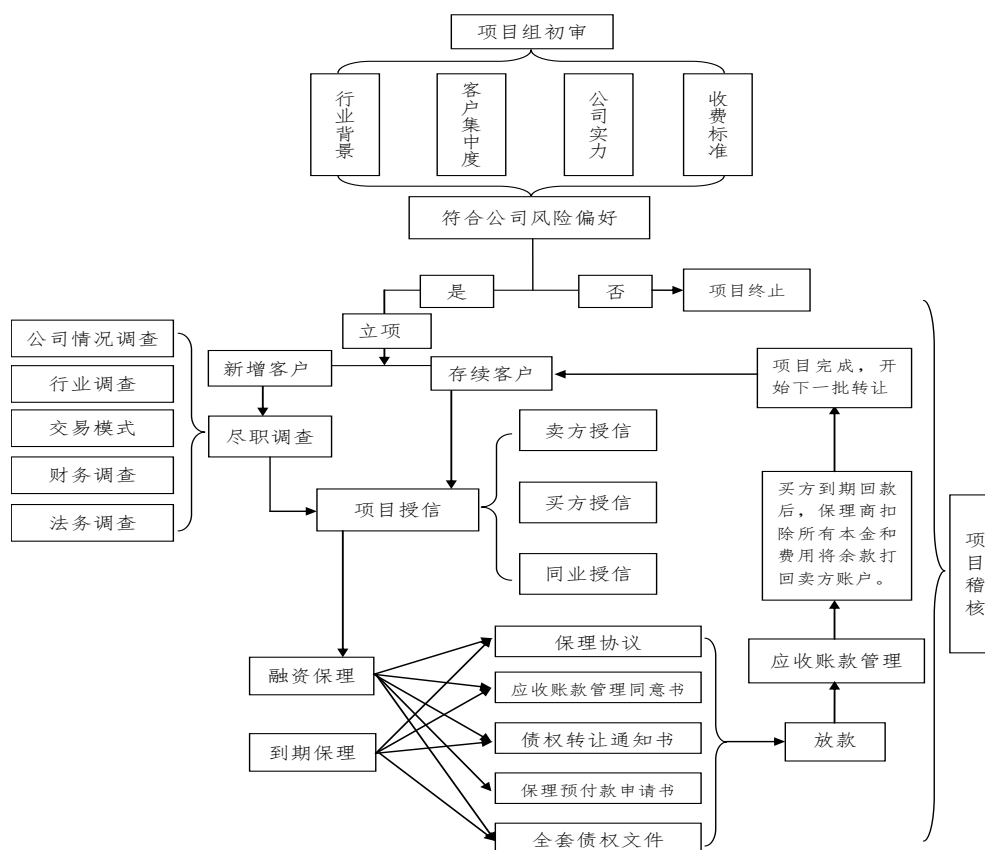 项目组初审
行业背景
客户集中度
公司实力
收费标准
符合公司风险偏好
是
否
项目终止
立项
公司情况调查
行业调查
交易模式
财务调查
法务调查
新增客户
存续客户
尽职调查
项目授信
卖方授信
买方授信
同业授信
项目完成，开
始下一批转让
买方到期回款
后，保理商扣
除所有本金和
费用将余款打
回卖方账户。
项目稽核
融资保理
到期保理
保理协议
应收账款管理同意书
债权转让通知书
保理预付款申请书
全套债权文件
应收账款管理
放款